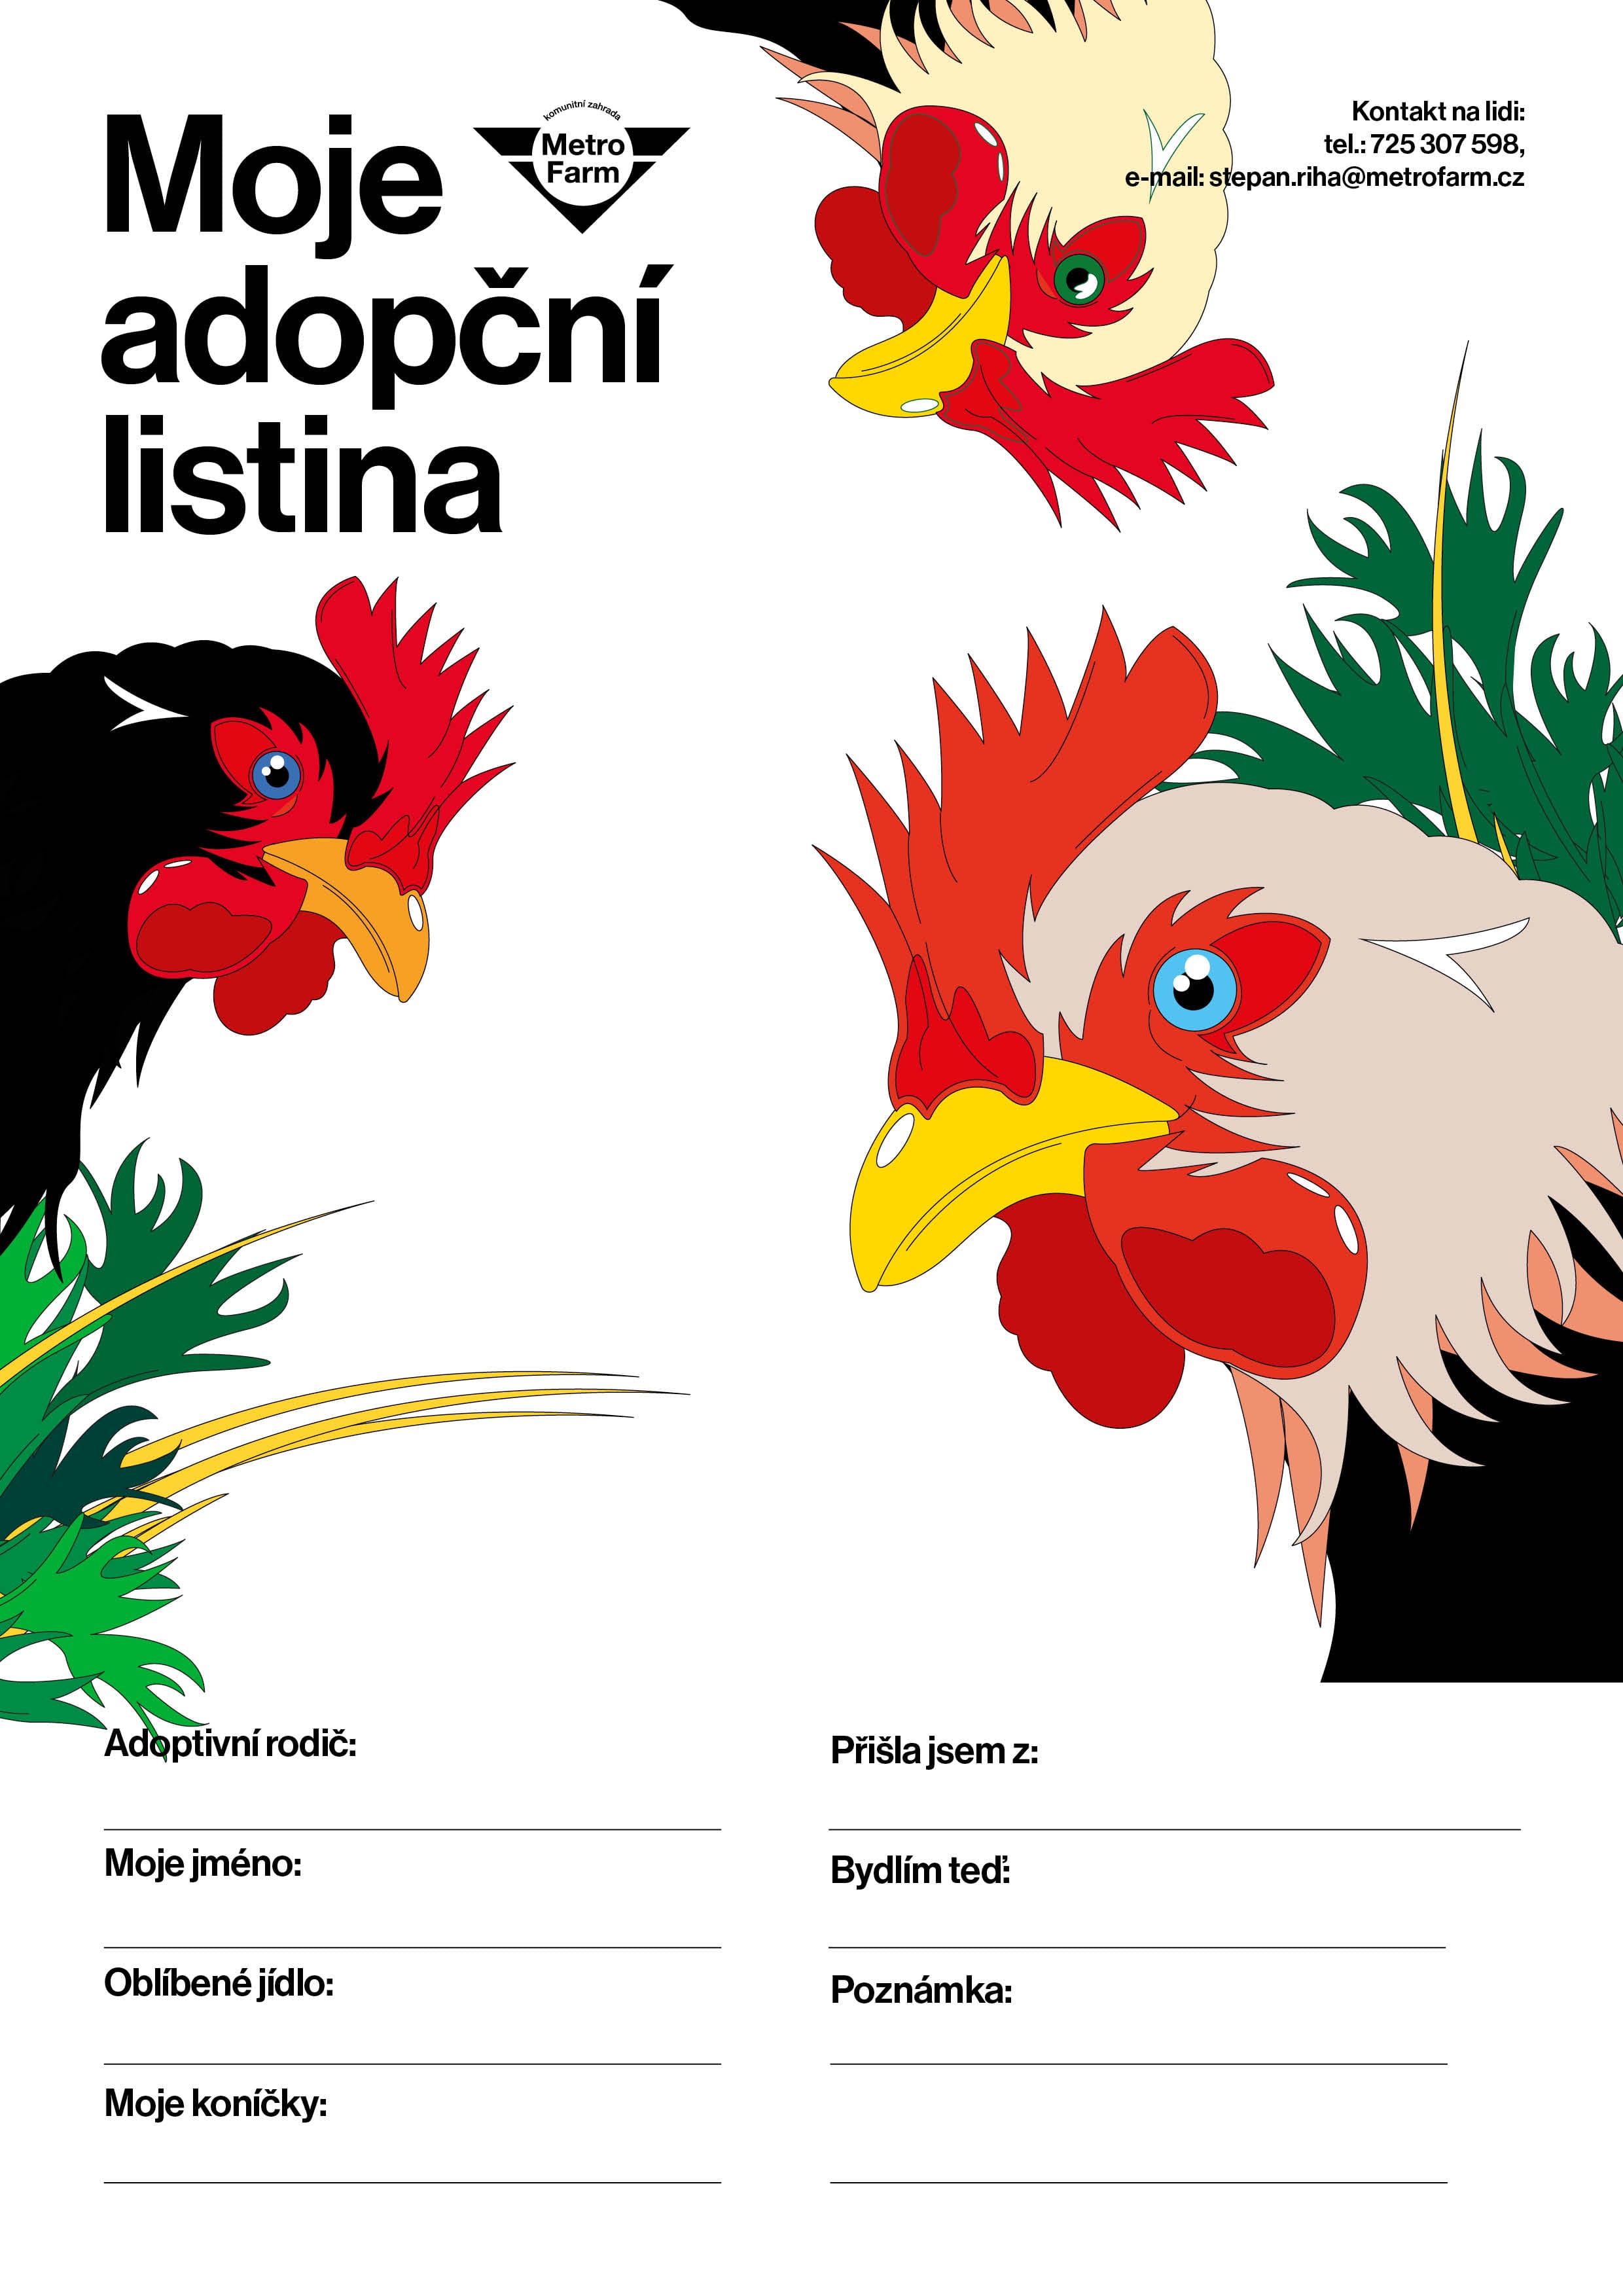 Moje
adopční
listina
komunitní zahrada
Metro
Farm
Kontakt na lidi:
tel.: 725 307 598,
e-mail: stepan.riha@metrofarm.cz
Adoptivní rodič:
Moje jméno:
Oblíbené jídlo:
Moje koníčky:
Přišla jsem z:
Bydlím teď:
Poznámka: